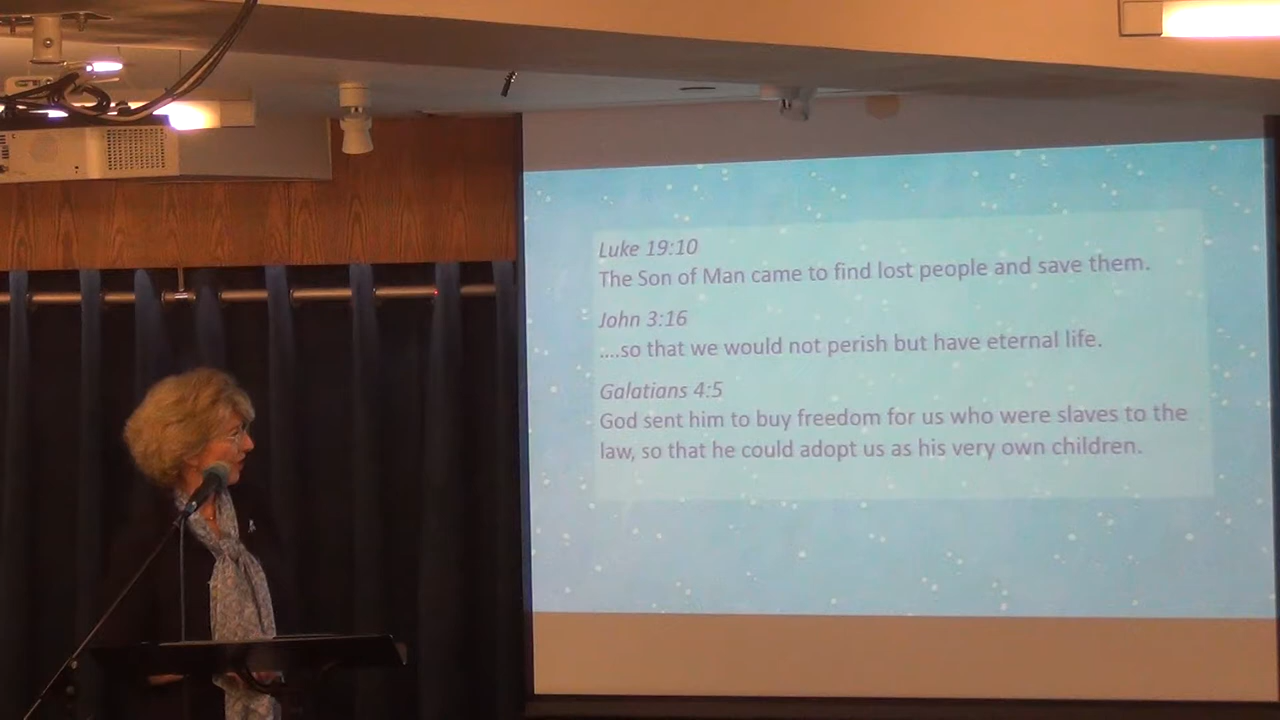 Luke 19:10
The Son of Man came to find lost people and save them.
John 3:16
....so that we would not perish but have eternal life.
Galatians 4:5
God sent him to buy freedom for us who were slaves to the
law, so that he could adopt us as his very own children.